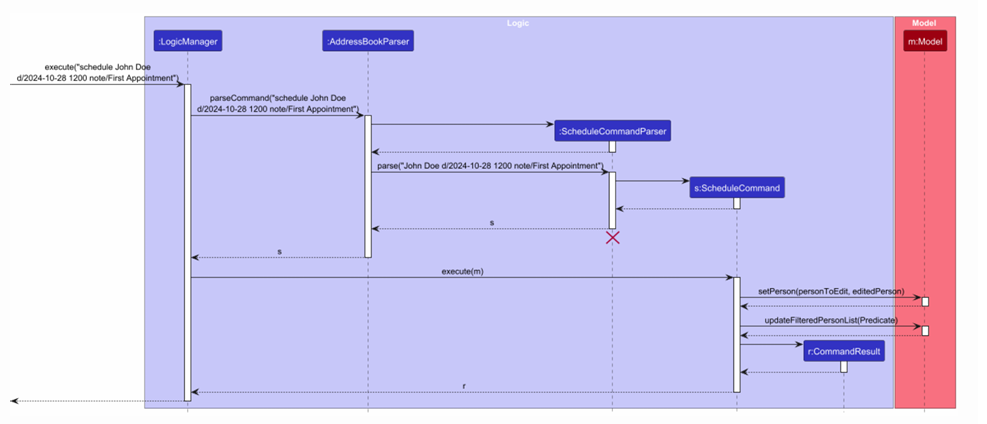 Logic
Model
:LogicManager
:AddressBookParser
m:Model
execute("schedule John Doe
d/2024-10-28 1200 note/First Appointment")
parseCommand("schedule John Doe
d/2024-10-28 1200 note/First Appointment")
:ScheduleCommandParser
parse("John Doe d/2024-10-28 1200 note/First Appointment")
s:ScheduleCommand
s
s
execute(m)
setPerson(personToEdit, editedPerson)
updateFilteredPersonList(Predicate)
r:CommandResult
r